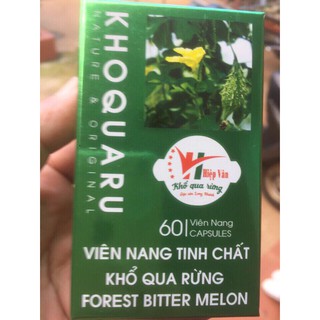 KHOQUARU
NATURE & ORIGINAL
Hiệp Vân
Khổ qua rừng
60 Viên Nang
CAPSULES
VIÊN NANG TINH CHẤT
KHỔ QUA RỪNG
FOREST BITTER MELON